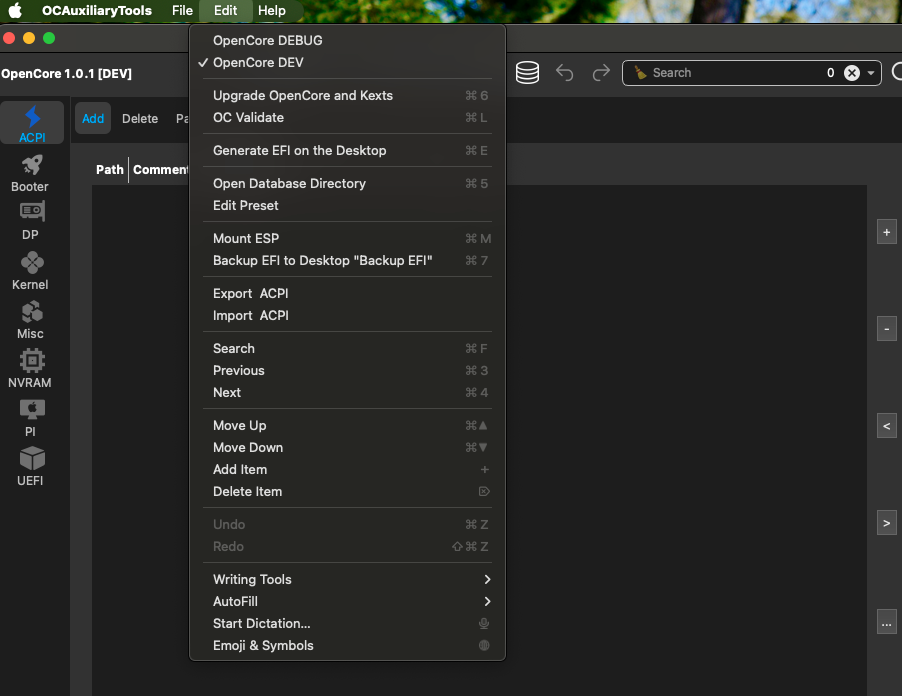 OCAuxiliaryTools File Edit Help
OpenCore 1.0.1 [DEV]
Search
0
ACPI
Booter
DP
Kernel
Misc
NVRAM
PI
UEFI
Add Delete
Path Comment
OpenCore DEBUG
✓ OpenCore DEV
Upgrade OpenCore and Kexts ⌘ 6
OC Validate ⌘ L
Generate EFI on the Desktop ⌘ E
Open Database Directory ⌘ 5
Edit Preset
Mount ESP ⌘ M
Backup EFI to Desktop "Backup EFI" ⌘ 7
Export  ACPI
Import  ACPI
Search ⌘ F
Previous ⌘ 3
Next ⌘ 4
Move Up ⌘▲
Move Down ⌘▼
Add Item +
Delete Item ⌦
Undo ⌘ Z
Redo ⇧⌘ Z
Writing Tools >
AutoFill >
Start Dictation...
Emoji & Symbols
+
-
<
>
...